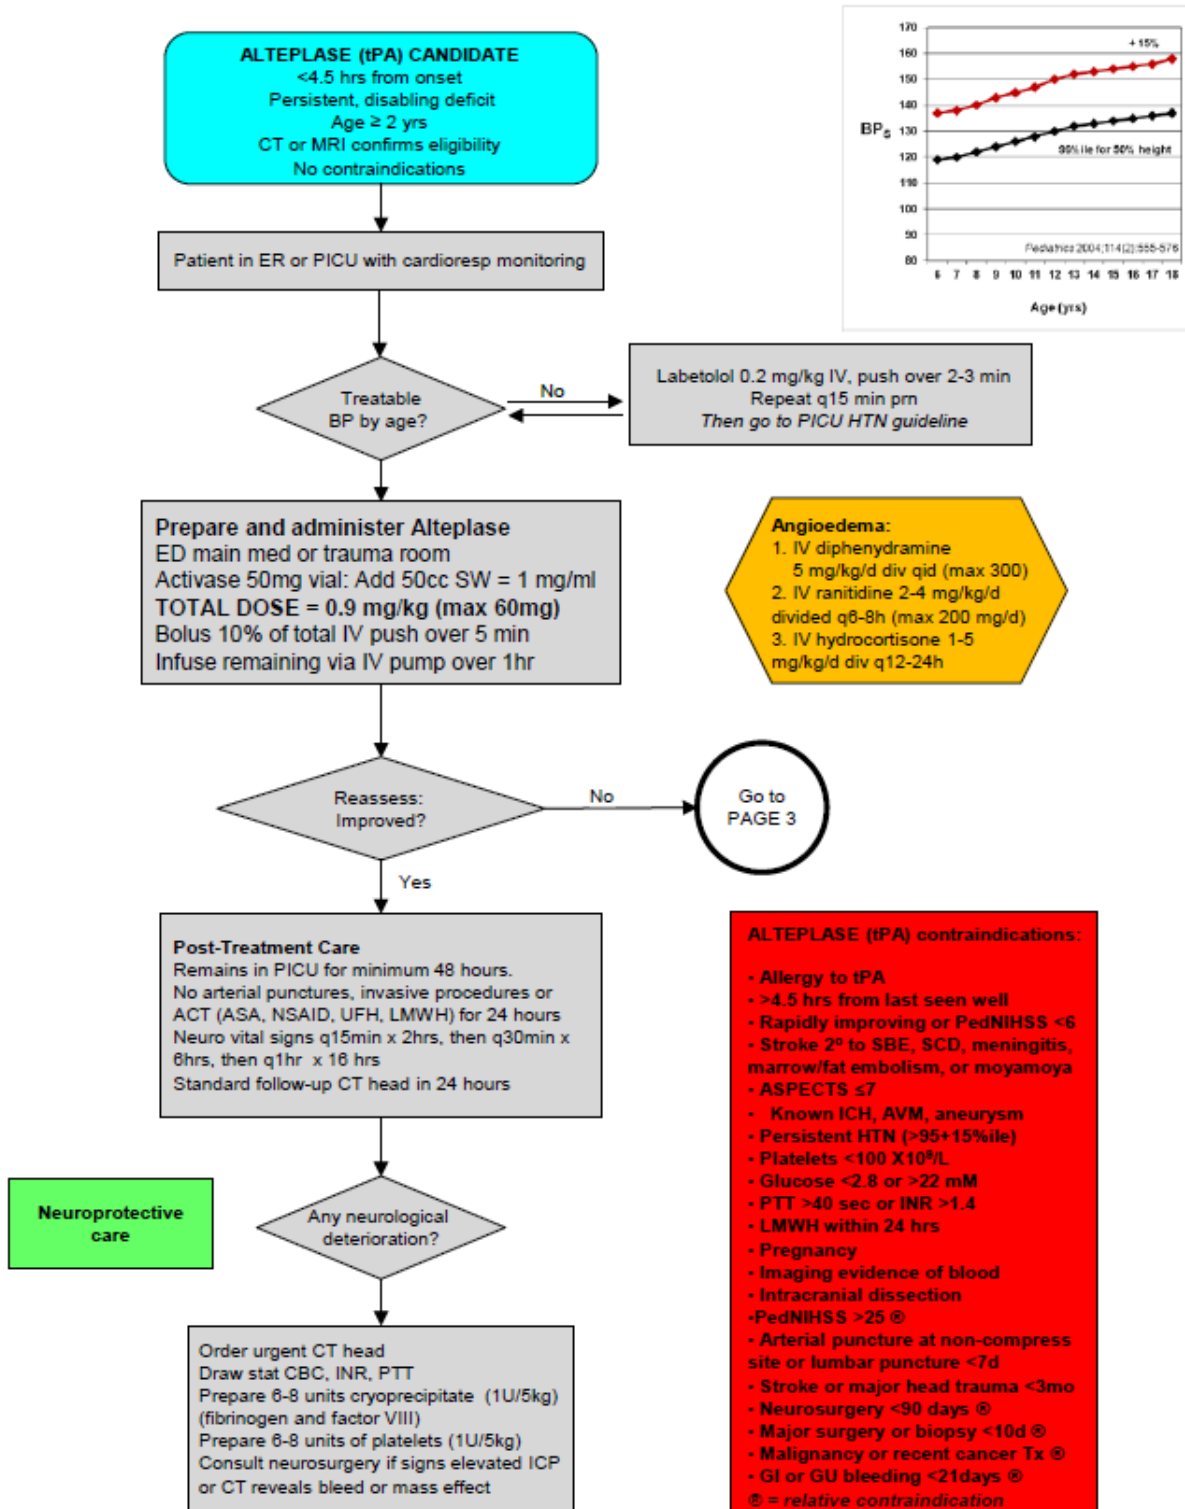 ALTEPLASE (tPA) CANDIDATE
<4.5 hrs from onset
Persistent, disabling deficit
Age ≥ 2 yrs
CT or MRI confirms eligibility
No contraindications
170
160
150
140
130
120
110
100
90
80
BPs
+ 15%
95%ile for 50% height
Pediatrics 2004;114(2):555-576
6 7 8 9 10 11 12 13 14 15 16 17 18
Age (yrs)
Patient in ER or PICU with cardioresp monitoring
Treatable
BP by age?
No
Labetolol 0.2 mg/kg IV, push over 2-3 min
Repeat q15 min prn
Then go to PICU HTN guideline
Prepare and administer Alteplase
ED main med or trauma room
Activase 50mg vial: Add 50cc SW = 1 mg/ml
TOTAL DOSE = 0.9 mg/kg (max 60mg)
Bolus 10% of total IV push over 5 min
Infuse remaining via IV pump over 1hr
Angioedema:
1. IV diphenydramine
5 mg/kg/d div qid (max 300)
2. IV ranitidine 2-4 mg/kg/d
divided q6-8h (max 200 mg/d)
3. IV hydrocortisone 1-5
mg/kg/d div q12-24h
Reassess:
Improved?
No
Go to
PAGE 3
Yes
Post-Treatment Care
Remains in PICU for minimum 48 hours.
No arterial punctures, invasive procedures or
ACT (ASA, NSAID, UFH, LMWH) for 24 hours
Neuro vital signs q15min x 2hrs, then q30min x
6hrs, then q1hr x 16 hrs
Standard follow-up CT head in 24 hours
Neuroprotective
care
Any neurological
deterioration?
Order urgent CT head
Draw stat CBC, INR, PTT
Prepare 6-8 units cryoprecipitate (1U/5kg)
(fibrinogen and factor VIII)
Prepare 6-8 units of platelets (1U/5kg)
Consult neurosurgery if signs elevated ICP
or CT reveals bleed or mass effect
ALTEPLASE (tPA) contraindications:
- Allergy to tPA
- >4.5 hrs from last seen well
- Rapidly improving or PedNIHSS <6
- Stroke 2º to SBE, SCD, meningitis,
marrow/fat embolism, or moyamoya
- ASPECTS ≤7
- Known ICH, AVM, aneurysm
- Persistent HTN (>95+15%ile)
- Platelets <100 X10⁹/L
- Glucose <2.8 or >22 mM
- PTT >40 sec or INR >1.4
- LMWH within 24 hrs
- Pregnancy
- Imaging evidence of blood
- Intracranial dissection
-PedNIHSS >25 ®
- Arterial puncture at non-compress
site or lumbar puncture <7d
- Stroke or major head trauma <3mo
- Neurosurgery <90 days ®
- Major surgery or biopsy <10d ®
- Malignancy or recent cancer Tx ®
- GI or GU bleeding <21days ®
® = relative contraindication